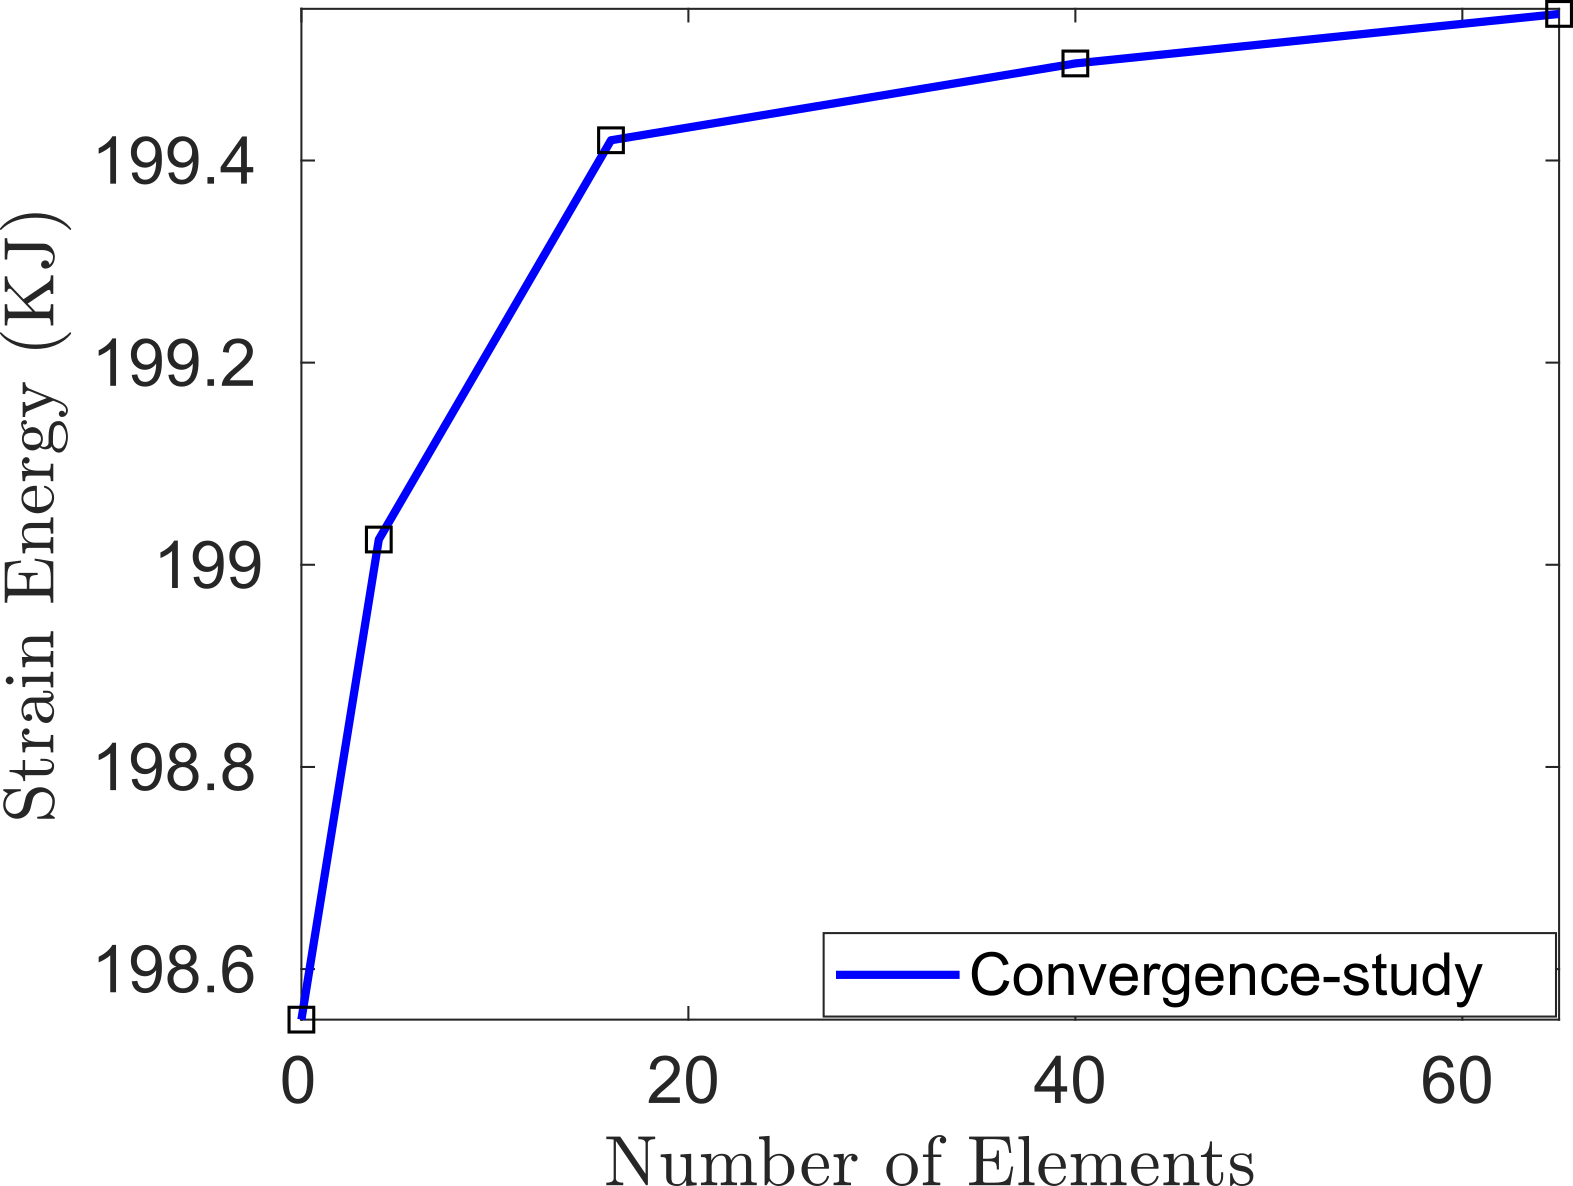 Strain Energy (KJ)
199.4
199.2
199
198.8
198.6
Convergence-study
0 20 40 60
Number of Elements